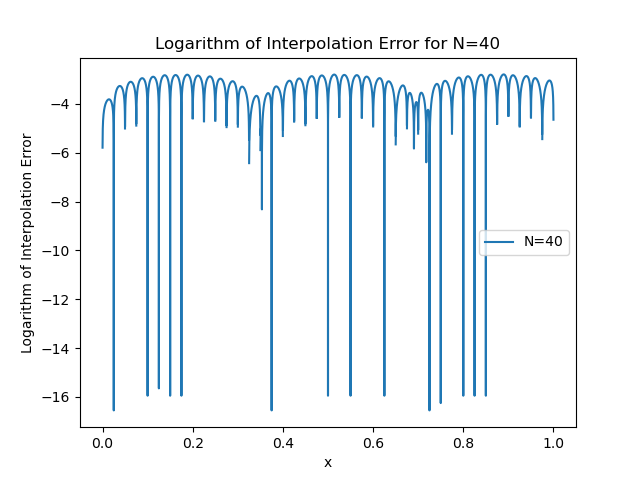 Logarithm of Interpolation Error for N=40
Logarithm of Interpolation Error
−4
−6
−8
−10
−12
−14
−16
N=40
0.0 0.2 0.4 0.6 0.8 1.0
x